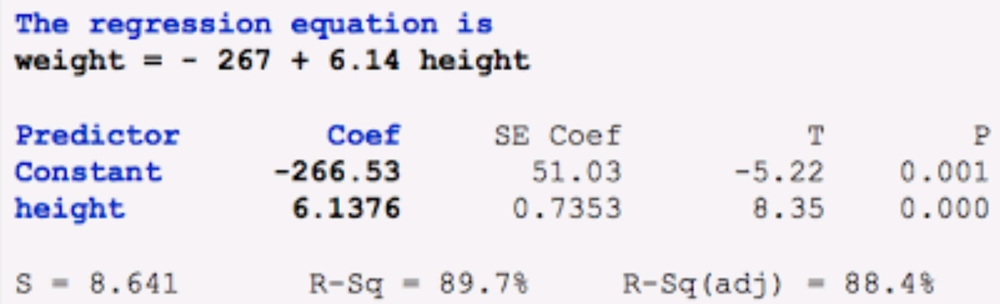 The regression equation is
weight = - 267 + 6.14 height
Predictor Coef SE Coef T P
Constant -266.53 51.03 -5.22 0.001
height 6.1376 0.7353 8.35 0.000
S = 8.641 R-Sq = 89.7% R-Sq(adj) = 88.4%